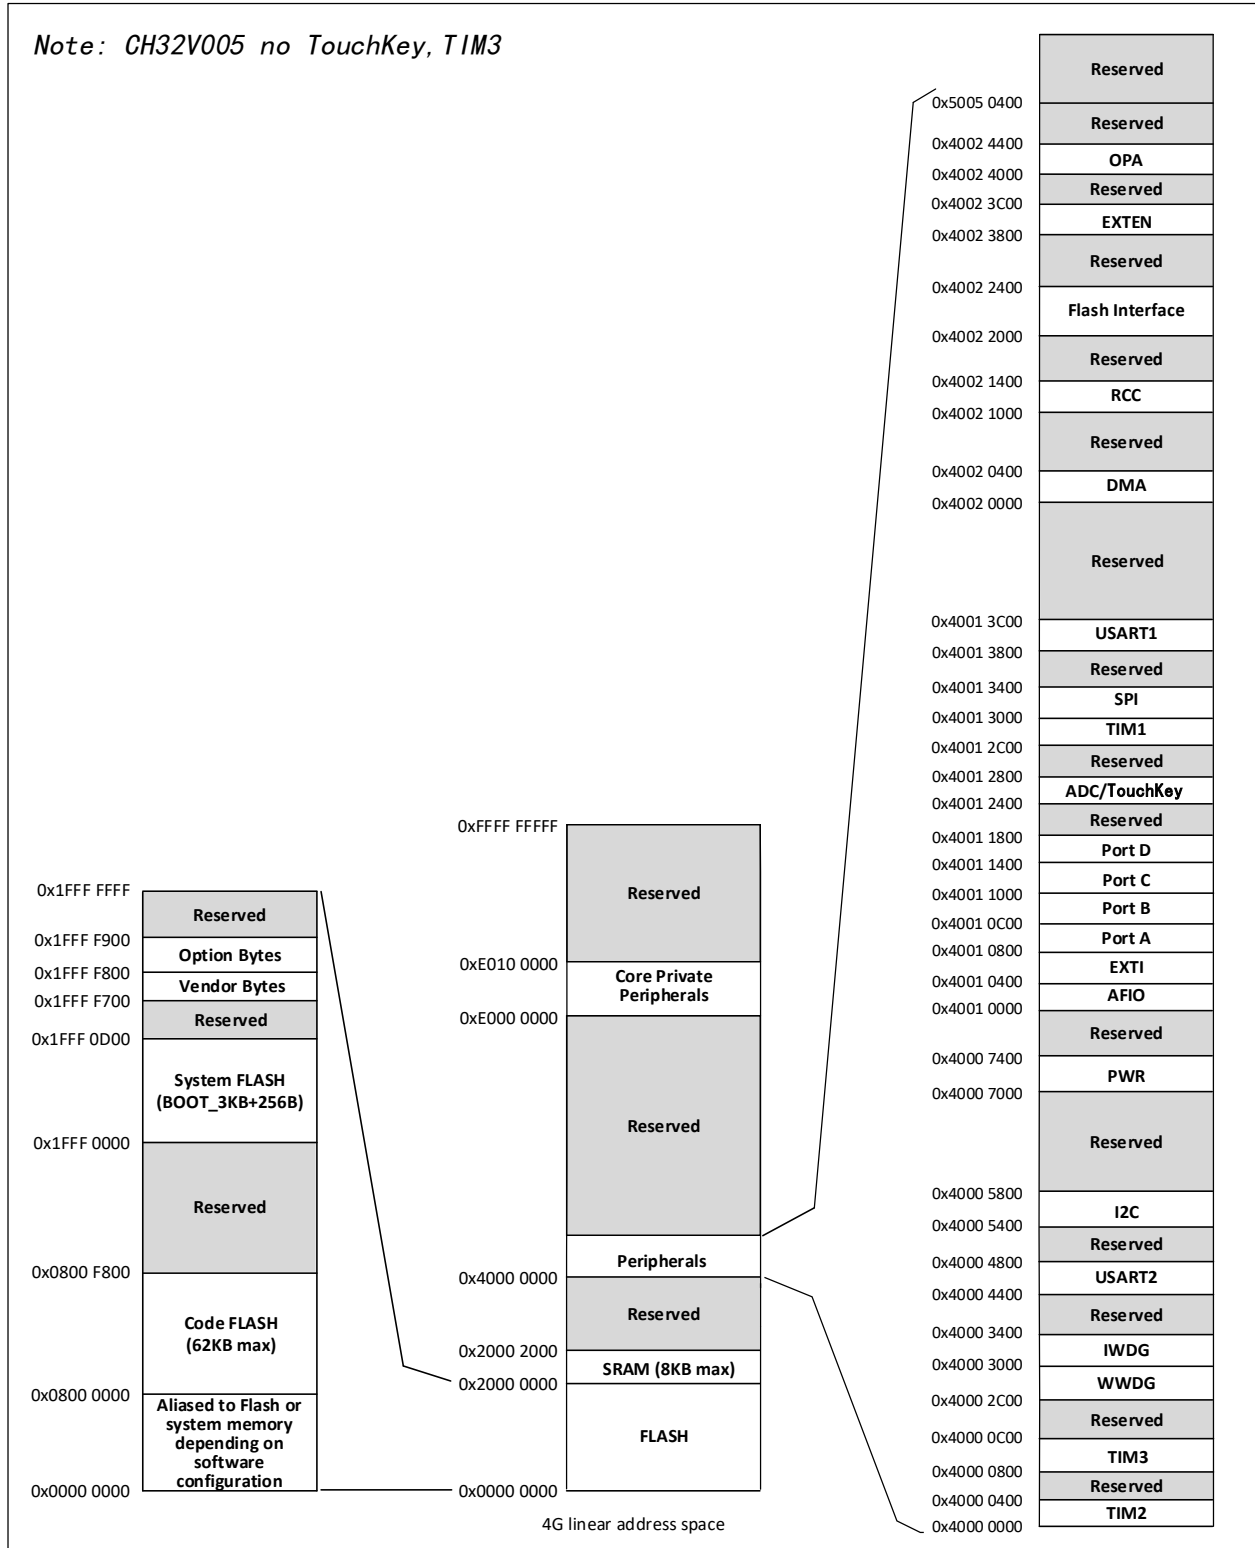 Note: CH32V005 no TouchKey, TIM3
0x1FFF FFFF
Reserved
0x1FFF F900
Option Bytes
0x1FFF F800
Vendor Bytes
0x1FFF F700
Reserved
0x1FFF 0D00
System FLASH
(BOOT_3KB+256B)
0x1FFF 0000
Reserved
0x0800 F800
Code FLASH
(62KB max)
0x0800 0000
Aliased to Flash or
system memory
depending on
software
configuration
0x0000 0000
0xFFFF FFFFF
Reserved
0xE010 0000
Core Private
Peripherals
0xE000 0000
Reserved
Peripherals
0x4000 0000
Reserved
0x2000 2000
SRAM (8KB max)
0x2000 0000
FLASH
0x0000 0000
4G linear address space
Reserved
0x5005 0400
Reserved
0x4002 4400
OPA
0x4002 4000
Reserved
0x4002 3C00
EXTEN
0x4002 3800
Reserved
0x4002 2400
Flash Interface
0x4002 2000
Reserved
0x4002 1400
RCC
0x4002 1000
Reserved
0x4002 0400
DMA
0x4002 0000
Reserved
0x4001 3C00
USART1
0x4001 3800
Reserved
0x4001 3400
SPI
0x4001 3000
TIM1
0x4001 2C00
Reserved
0x4001 2800
ADC/TouchKey
0x4001 2400
Reserved
0x4001 1800
Port D
0x4001 1400
Port C
0x4001 1000
Port B
0x4001 0C00
Port A
0x4001 0800
EXTI
0x4001 0400
AFIO
0x4001 0000
Reserved
0x4000 7400
PWR
0x4000 7000
Reserved
0x4000 5800
I2C
0x4000 5400
Reserved
0x4000 4800
USART2
0x4000 4400
Reserved
0x4000 3400
IWDG
0x4000 3000
WWDG
0x4000 2C00
Reserved
0x4000 0C00
TIM3
0x4000 0800
Reserved
0x4000 0400
TIM2
0x4000 0000